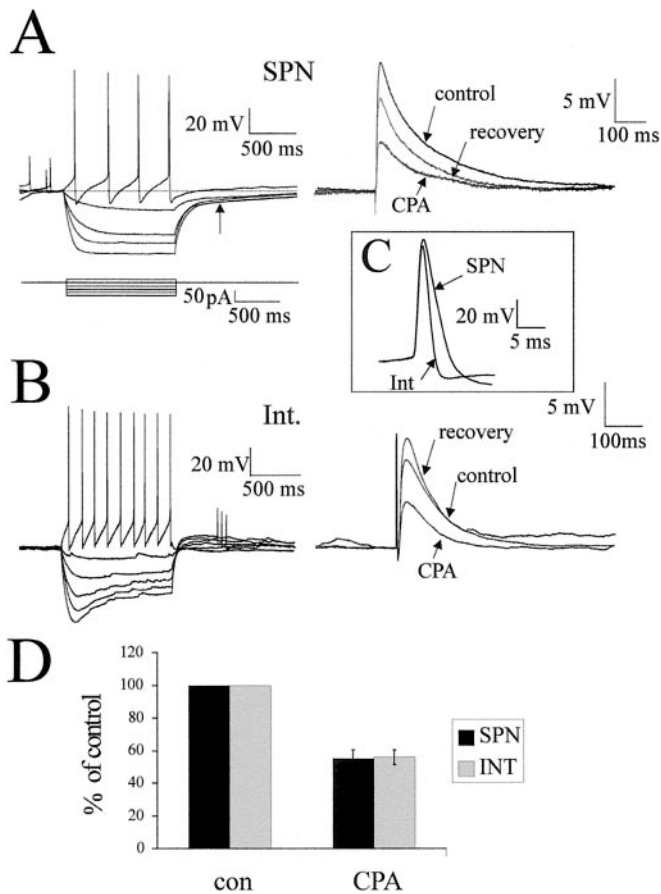 A
SPN
20 mV
500 ms
50pA
500 ms
control
recovery
CPA
5 mV
100 ms
C
SPN
Int
20 mV
5 ms
B
Int.
20 mV
500 ms
5 mV
100ms
recovery
control
CPA
D
% of control
120
100
80
60
40
20
0
con
CPA
SPN
INT